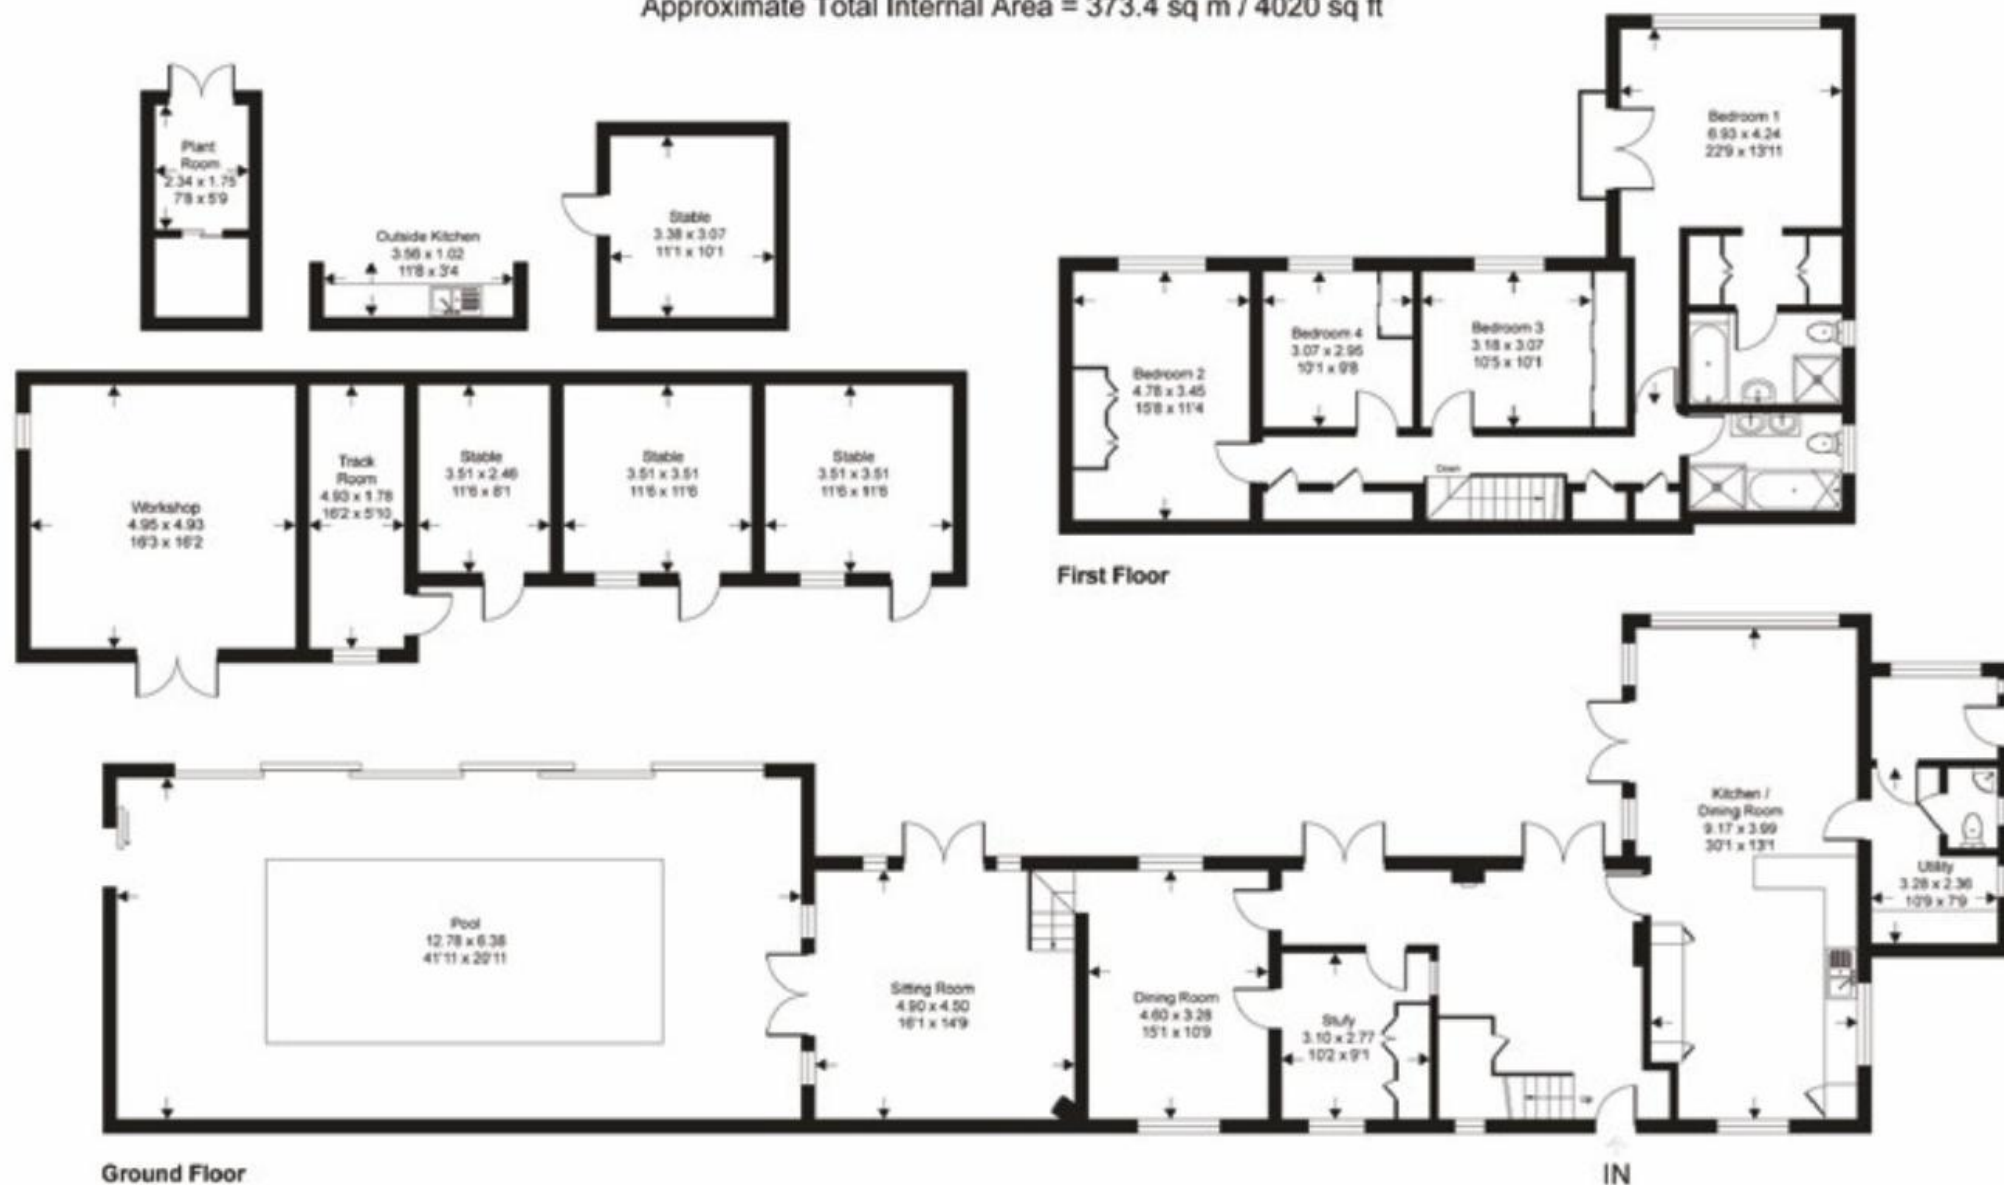 Approximate Total Internal Area = 373.4 sq m / 4020 sq ft
Plant
Room
2.34 x 1.75
7'8 x 5'9
Outside Kitchen
3.56 x 1.02
11'8 x 3'4
Stable
3.38 x 3.07
11'1 x 10'1
Bedroom 1
6.93 x 4.24
22'9 x 13'11
Bedroom 2
4.78 x 3.45
15'8 x 11'4
Bedroom 4
3.07 x 2.95
10'1 x 9'8
Bedroom 3
3.18 x 3.07
10'5 x 10'1
Down
First Floor
Workshop
4.95 x 4.93
16'3 x 16'2
Track
Room
4.93 x 1.78
16'2 x 5'10
Stable
3.51 x 2.46
11'6 x 8'1
Stable
3.51 x 3.51
11'6 x 11'6
Stable
3.51 x 3.51
11'6 x 11'6
Pool
12.78 x 6.38
41'11 x 20'11
Sitting Room
4.90 x 4.50
16'1 x 14'9
Dining Room
4.60 x 3.28
15'1 x 10'9
Stufy
3.10 x 2.77
10'2 x 9'1
Up
Kitchen /
Dining Room
9.17 x 3.99
30'1 x 13'1
Utility
3.28 x 2.36
10'9 x 7'9
Ground Floor
IN